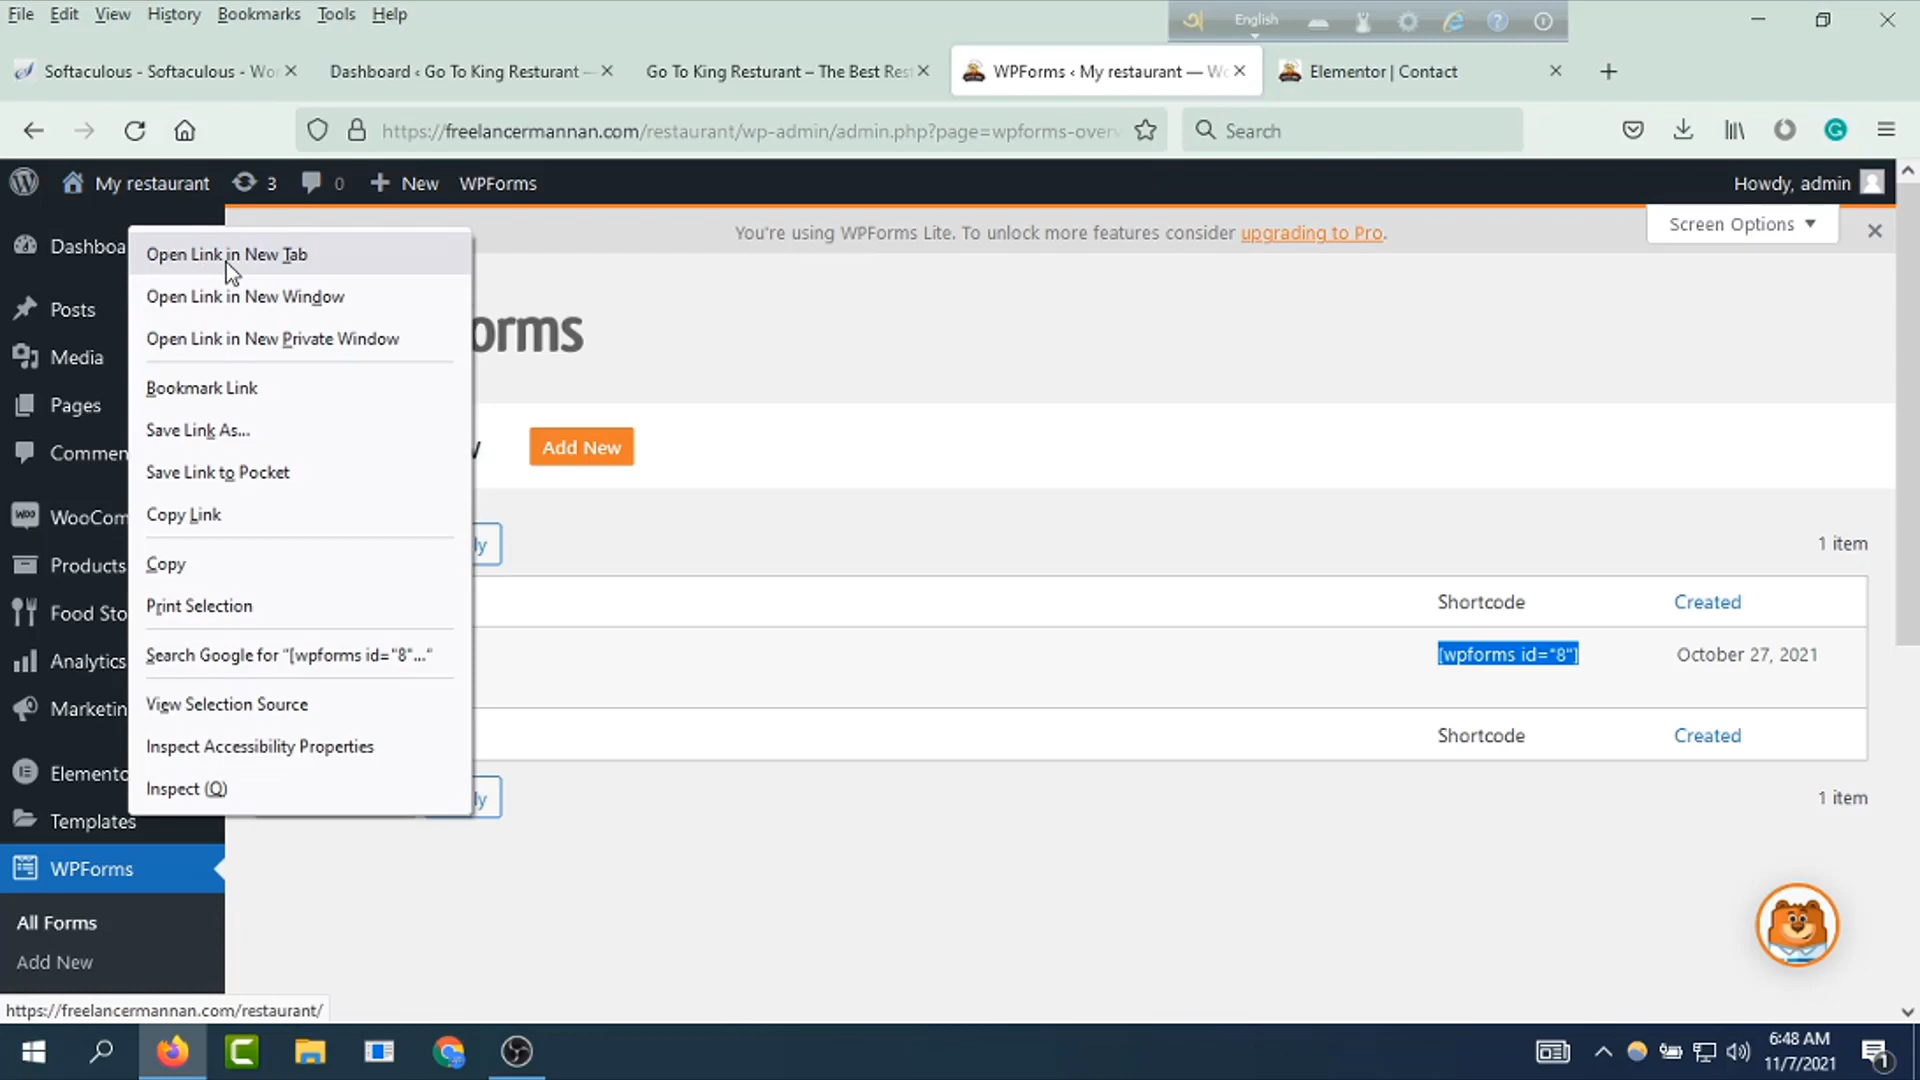 File Edit View History Bookmarks Tools Help
English
Softaculous - Softaculous - Wo
Dashboard ‹ Go To King Resturant —
Go To King Resturant – The Best Res
WPForms ‹ My restaurant — Wo
Elementor | Contact
https://freelancermannan.com/restaurant/wp-admin/admin.php?page=wpforms-overv
Search
My restaurant 3 0 New WPForms
Howdy, admin
You're using WPForms Lite. To unlock more features consider upgrading to Pro.
Screen Options
Dashboa
Posts
Media
Pages
Commen
WooCom
Products
Food Sto
Analytics
Marketin
Elemento
Templates
WPForms
All Forms
Add New
Open Link in New Tab
Open Link in New Window
Open Link in New Private Window
Bookmark Link
Save Link As...
Save Link to Pocket
Copy Link
Copy
Print Selection
Search Google for “[wpforms id="8"...”
View Selection Source
Inspect Accessibility Properties
Inspect (Q)
orms
Add New
ly
1 item
Shortcode Created
[wpforms id="8"] October 27, 2021
Shortcode Created
ly
1 item
https://freelancermannan.com/restaurant/
6:48 AM
11/7/2021
1